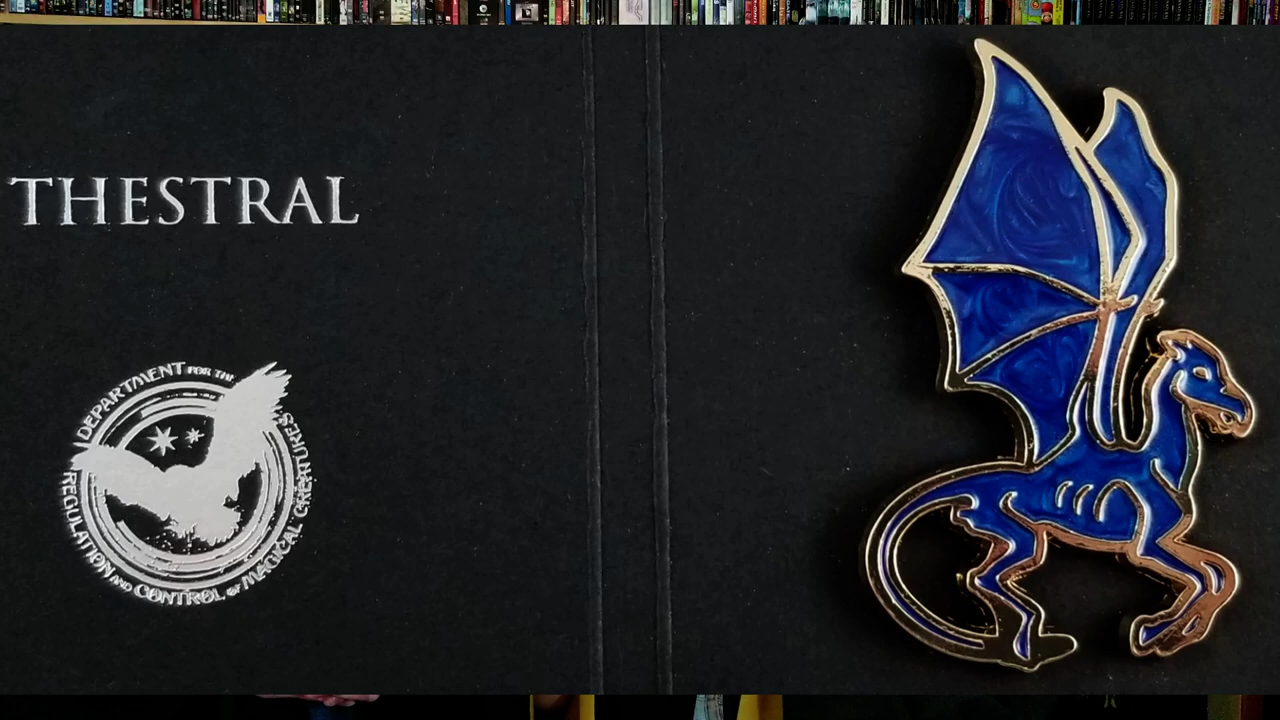 THESTRAL
DEPARTMENT FOR THE
REGULATION AND CONTROL OF MAGICAL CREATURES